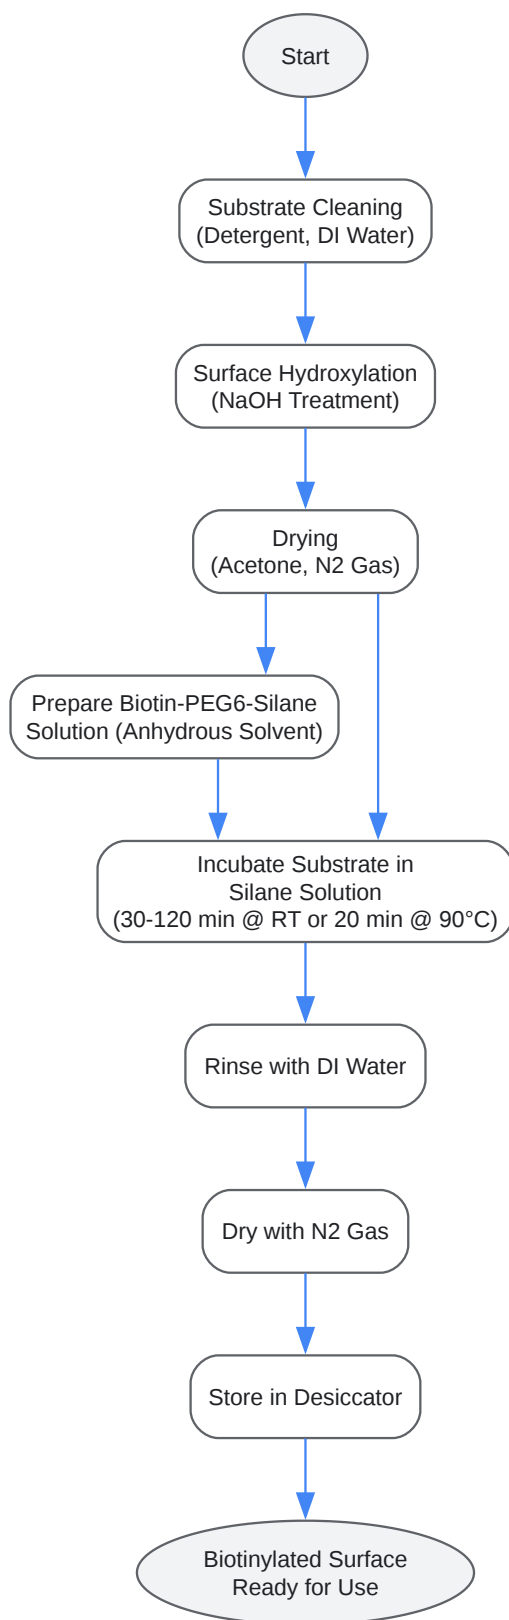 Start
Substrate Cleaning
(Detergent, DI Water)
Surface Hydroxylation
(NaOH Treatment)
Drying
(Acetone, N2 Gas)
Prepare Biotin-PEG6-Silane
Solution (Anhydrous Solvent)
Incubate Substrate in
Silane Solution
(30-120 min @ RT or 20 min @ 90°C)
Rinse with DI Water
Dry with N2 Gas
Store in Desiccator
Biotinylated Surface
Ready for Use